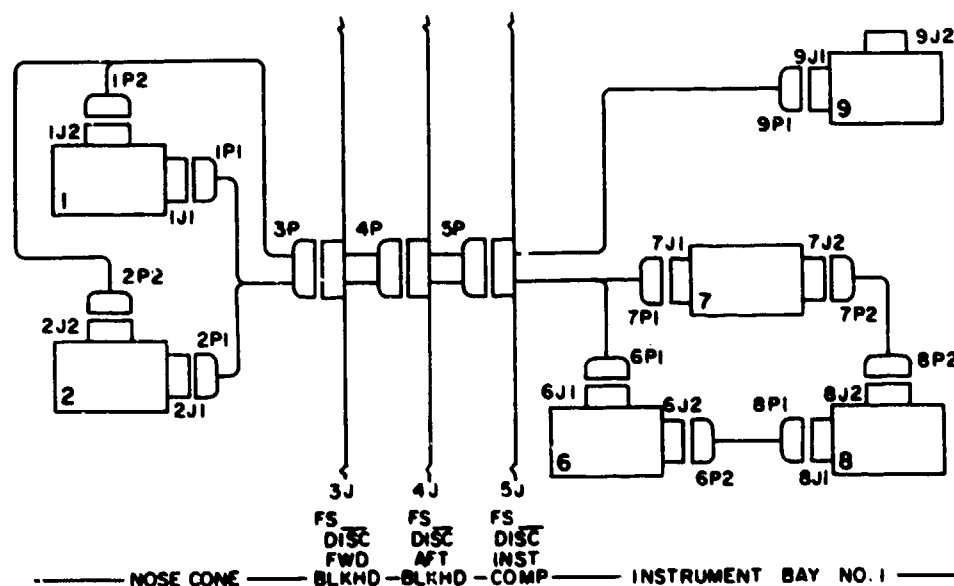 9J2
9J1
9
9P1
1P2
1J2
1P1
1
1J1
3P
4P
5P
2P2
2J2
2P1
2
2J1
7J1
7J2
7
7P1
7P2
6P1
6J1
6J2
6
6P2
8P2
8J2
8P1
8
8J1
3J
4J
5J
FS
DISC
FWD
BLKHD
FS
DISC
AFT
BLKHD
FS
DISC
INST
COMP
NOSE CONE
INSTRUMENT BAY NO. 1